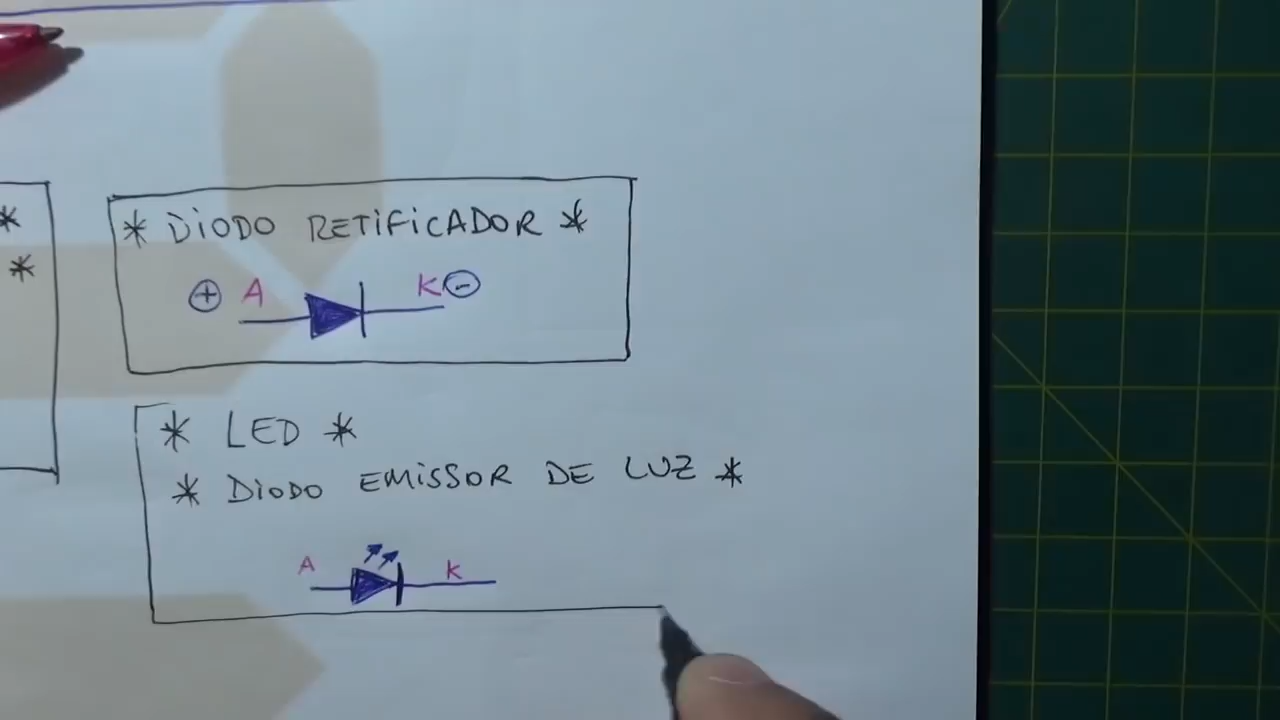 *
*
* DIODO RETIFICADOR *
+ A K -
* LED *
* DIODO EMISSOR DE LUZ *
A K